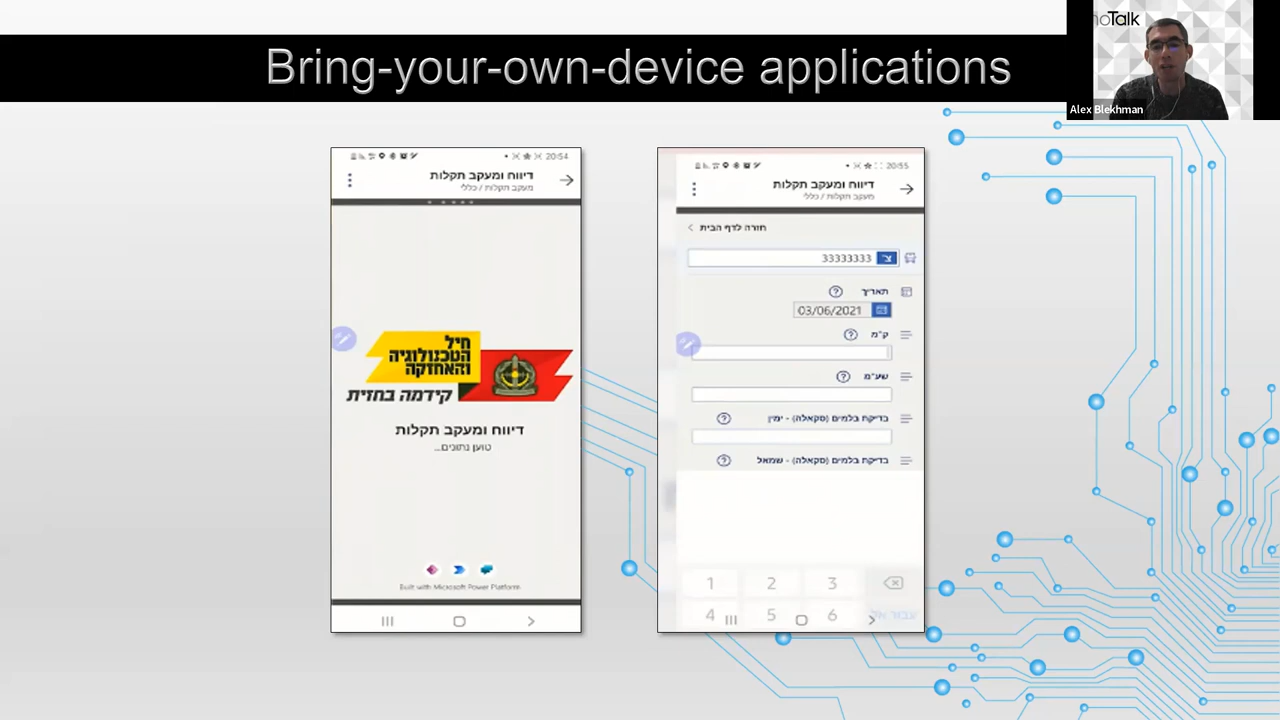 Bring-your-own-device applications
noTalk
Alex Blekhman
20:54
דיווח ומעקב תקלות
מעקב תקלות / כללי
חיל
הטכנולוגיה
והאחזקה
קידמה בחזית
דיווח ומעקב תקלות
טוען נתונים...
Built with Microsoft Power Platform
20:55
דיווח ומעקב תקלות
מעקב תקלות / כללי
חזרה לדף הבית
צ'
33333333
תאריך
03/06/2021
ק"מ
שע"מ
בדיקת בלמים (סקאלה) - ימין
בדיקת בלמים (סקאלה) - שמאל
1 2 3
4 5 6